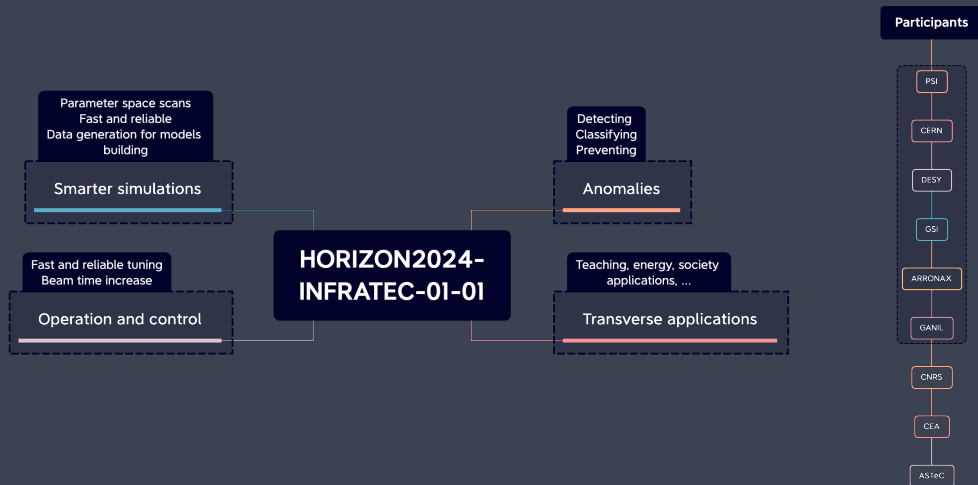 Participants
PSI
CERN
DESY
GSI
ARRONAX
GANIL
CNRS
CEA
ASTeC
Parameter space scans
Fast and reliable
Data generation for models
building
Smarter simulations
Detecting
Classifying
Preventing
Anomalies
HORIZON2024-
INFRATEC-01-01
Fast and reliable tuning
Beam time increase
Operation and control
Teaching, energy, society
applications, ...
Transverse applications